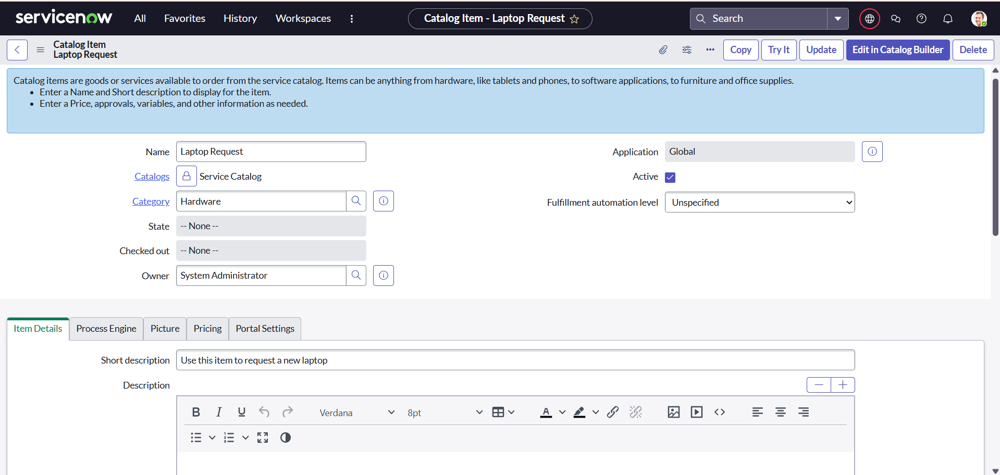 servicenow All Favorites History Workspaces Catalog Item - Laptop Request Search
Catalog Item
Laptop Request
Copy Try It Update Edit in Catalog Builder Delete
Catalog items are goods or services available to order from the service catalog. Items can be anything from hardware, like tablets and phones, to software applications, to furniture and office supplies.
• Enter a Name and Short description to display for the item.
• Enter a Price, approvals, variables, and other information as needed.
Name Laptop Request Application Global
Catalogs Service Catalog Active
Category Hardware Fulfillment automation level Unspecified
State -- None --
Checked out -- None --
Owner System Administrator
Item Details Process Engine Picture Pricing Portal Settings
Short description Use this item to request a new laptop
Description
Verdana 8pt